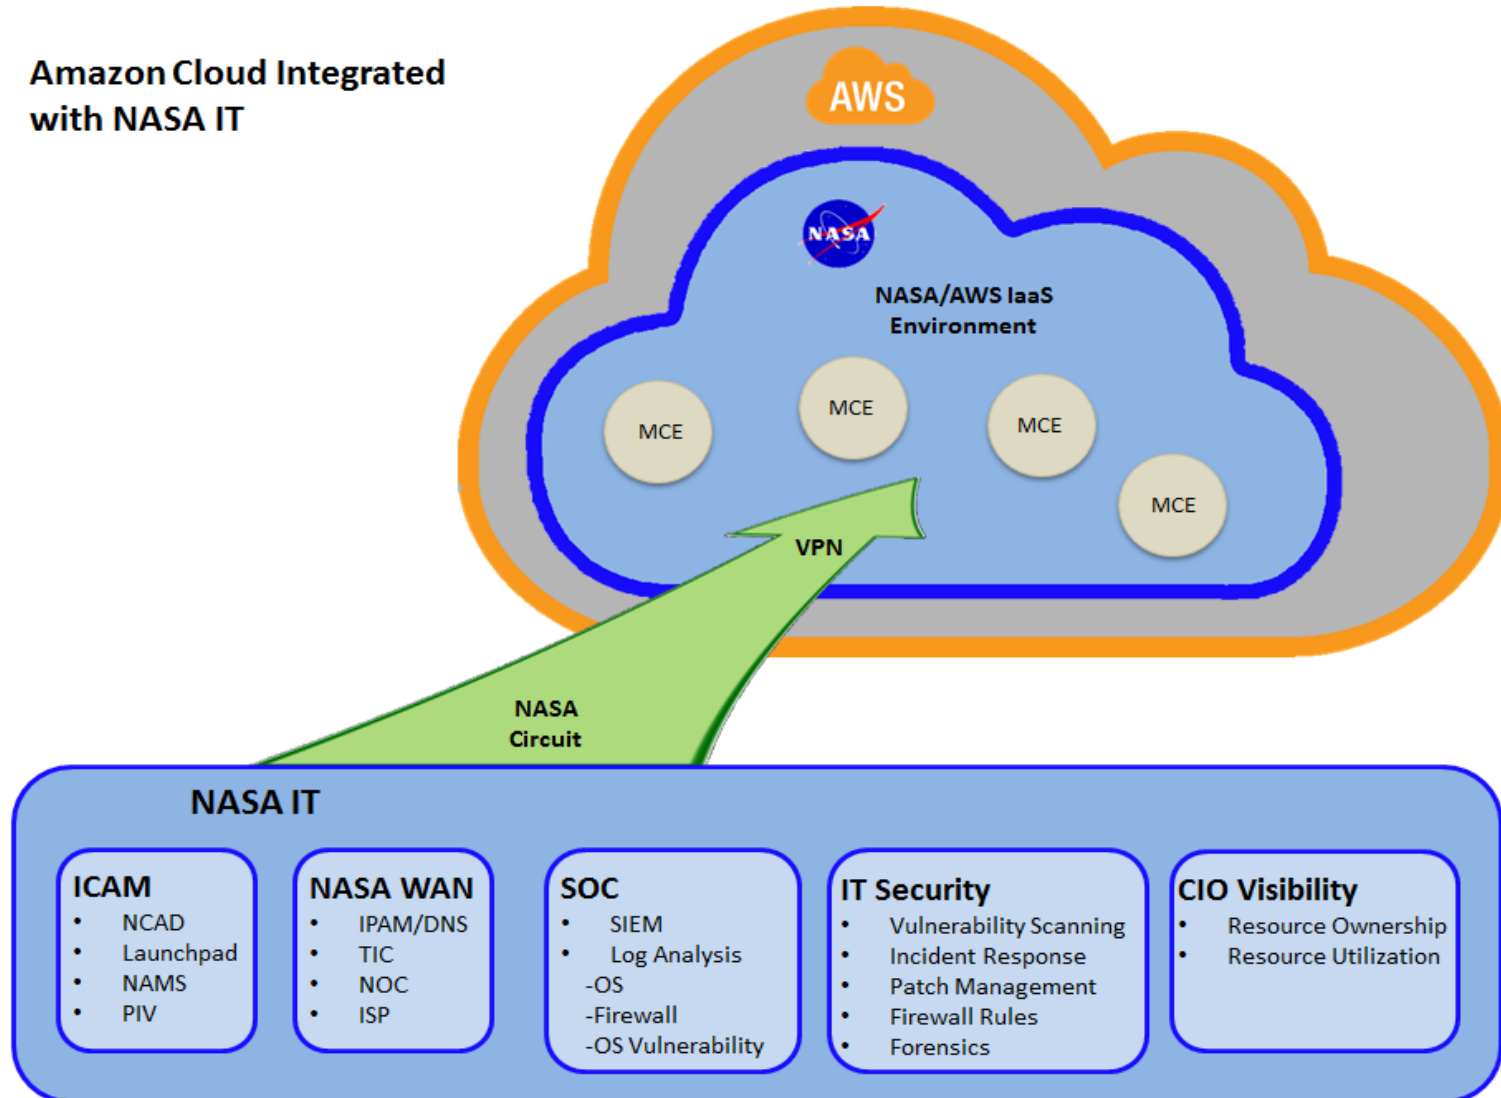 Amazon Cloud Integrated
with NASA IT
AWS
NASA
NASA/AWS IaaS
Environment
MCE
MCE
MCE
MCE
VPN
NASA
Circuit
NASA IT
ICAM
• NCAD
• Launchpad
• NAMS
• PIV
NASA WAN
• IPAM/DNS
• TIC
• NOC
• ISP
SOC
• SIEM
• Log Analysis
-OS
-Firewall
-OS Vulnerability
IT Security
• Vulnerability Scanning
• Incident Response
• Patch Management
• Firewall Rules
• Forensics
CIO Visibility
• Resource Ownership
• Resource Utilization